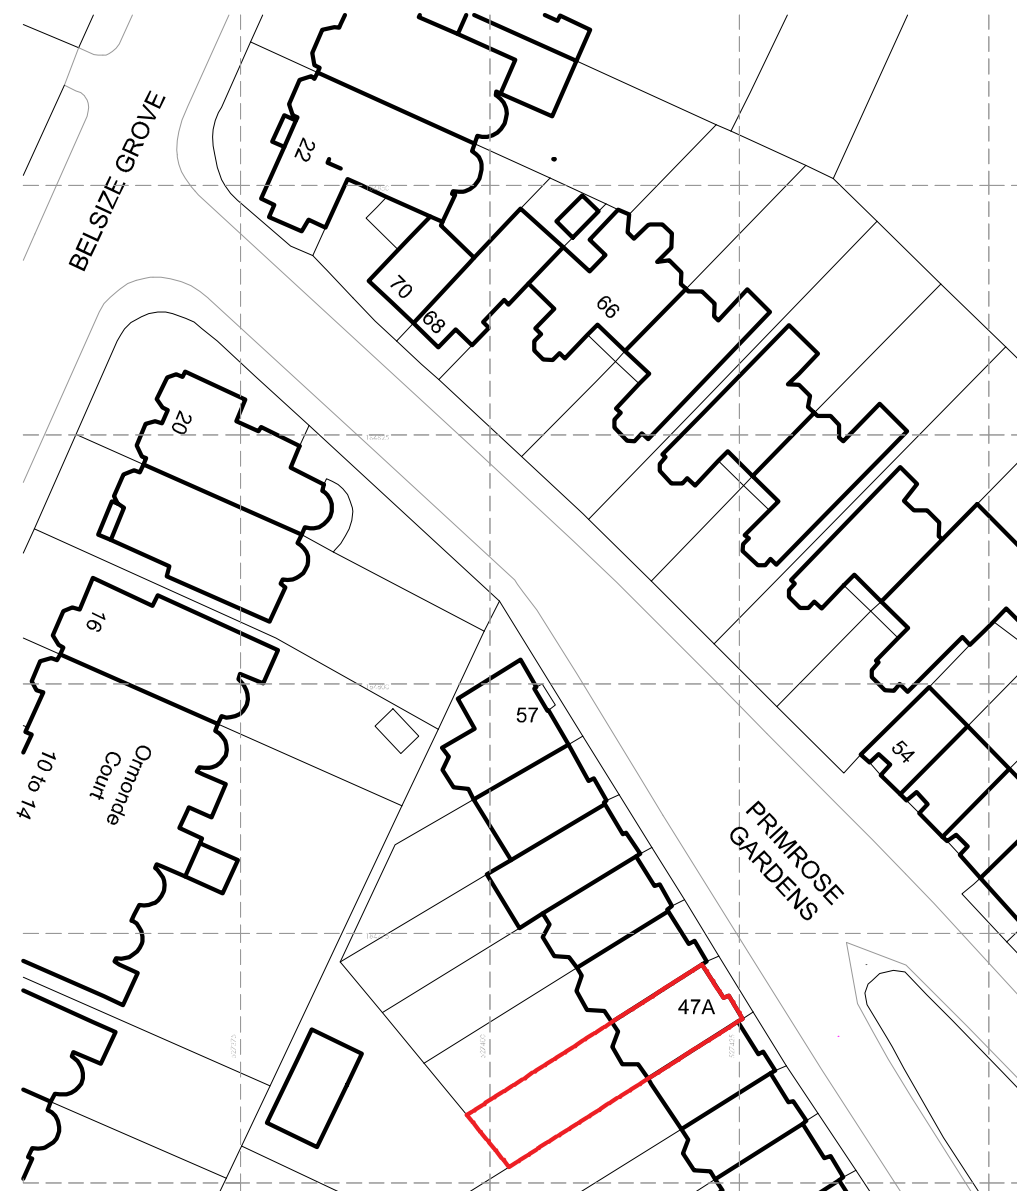 BELSIZE GROVE
22
70
68
66
20
16
57
Ormonde
Court
10 to 14
54
PRIMROSE
GARDENS
47A